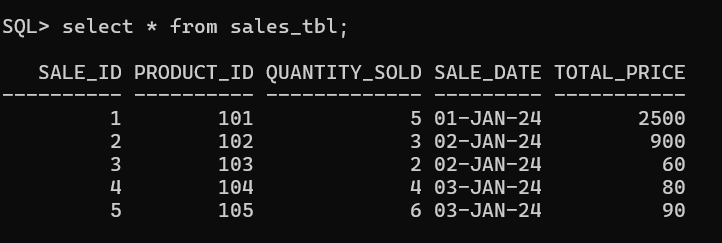 SQL> select * from sales_tbl;
   SALE_ID PRODUCT_ID QUANTITY_SOLD SALE_DATE TOTAL_PRICE
---------- ---------- ------------- --------- -----------
         1        101             5 01-JAN-24        2500
         2        102             3 02-JAN-24         900
         3        103             2 02-JAN-24          60
         4        104             4 03-JAN-24          80
         5        105             6 03-JAN-24          90